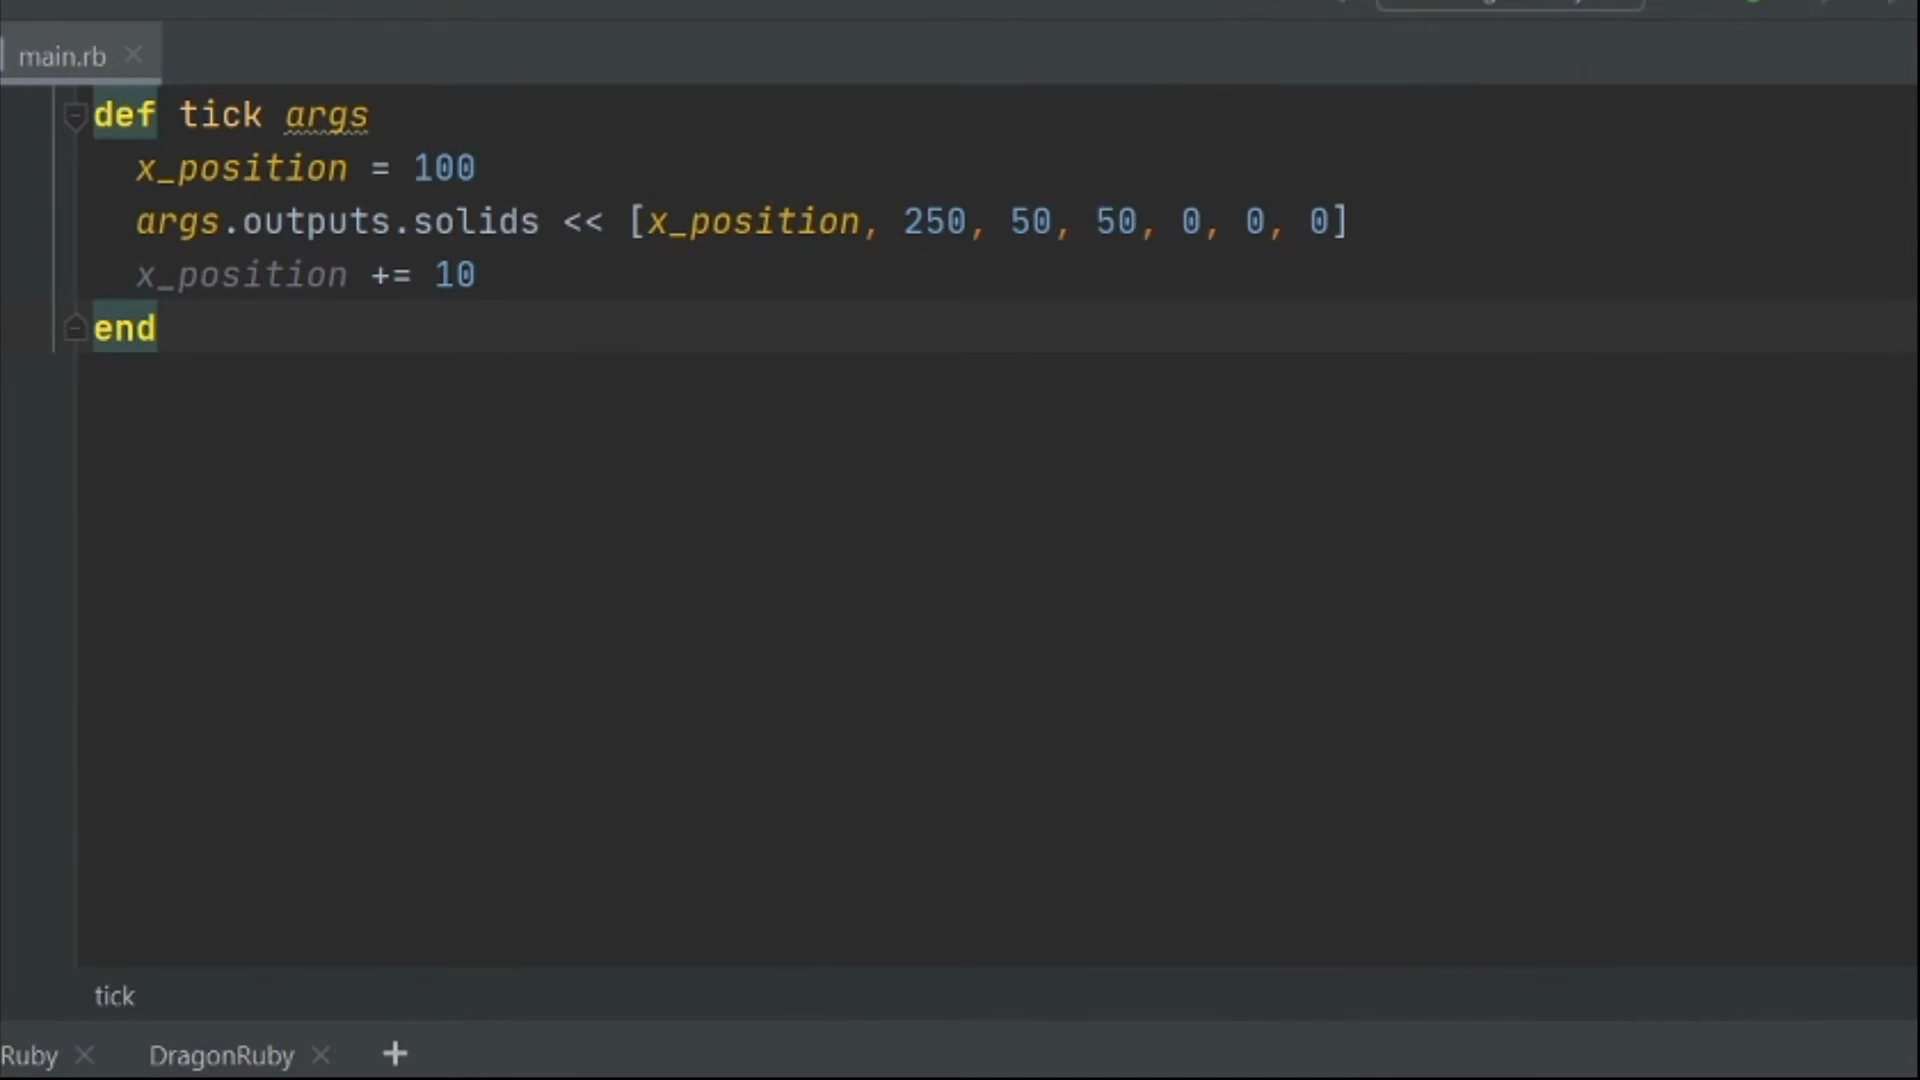 main.rb
def tick args
x_position = 100
args.outputs.solids << [x_position, 250, 50, 50, 0, 0, 0]
x_position += 10
end
tick
Ruby DragonRuby +